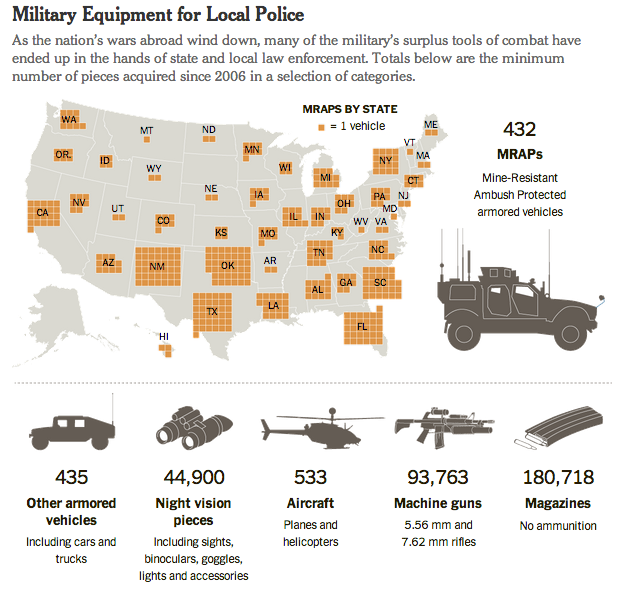 Military Equipment for Local Police
As the nation’s wars abroad wind down, many of the military’s surplus tools of combat have
ended up in the hands of state and local law enforcement. Totals below are the minimum
number of pieces acquired since 2006 in a selection of categories.
MRAPS BY STATE
= 1 vehicle
WA
MT
ND
MN
ME
VT
OR.
ID
WY
WI
MI
NY
MA
CT
NV
UT
NE
IA
OH
PA
NJ
MD
CA
CO
KS
MO
IL
IN
KY
WV
VA
AZ
NM
OK
AR
TN
NC
TX
LA
AL
GA
SC
HI
FL
432
MRAPs
Mine-Resistant
Ambush Protected
armored vehicles
435
Other armored
vehicles
Including cars and
trucks
44,900
Night vision
pieces
Including sights,
binoculars, goggles,
lights and accessories
533
Aircraft
Planes and
helicopters
93,763
Machine guns
5.56 mm and
7.62 mm rifles
180,718
Magazines
No ammunition